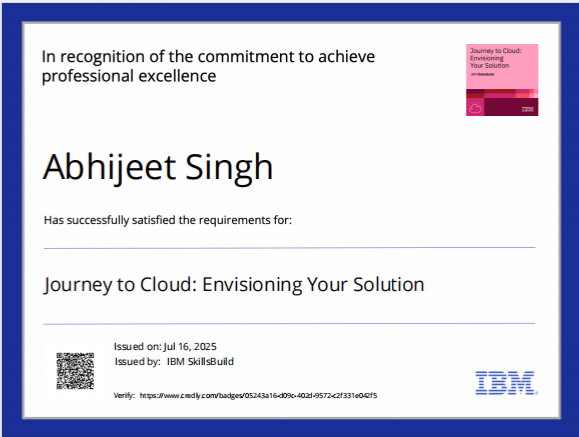 In recognition of the commitment to achieve
professional excellence
Journey to Cloud:
Envisioning
Your Solution
IBM SkillsBuild
IBM
Abhijeet Singh
Has successfully satisfied the requirements for:
Journey to Cloud: Envisioning Your Solution
Issued on: Jul 16, 2025
Issued by: IBM SkillsBuild
Verify: https://www.credly.com/badges/05243a16-d09c-402d-9572-c2f331e042f5
IBM